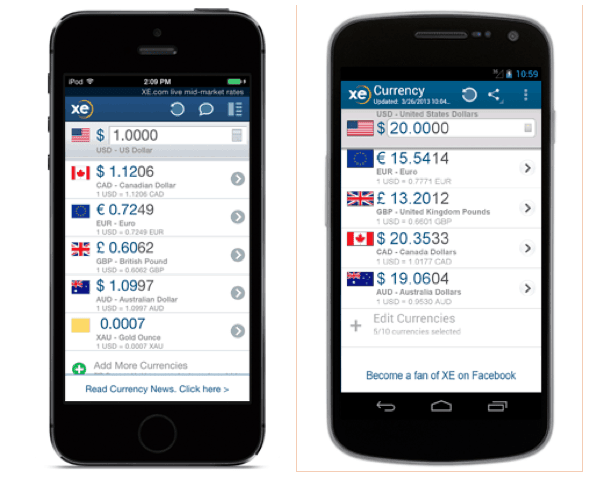 iPod 2:09 PM
XE.com live mid-market rates
xe
$ 1.0000
USD - US Dollar
$ 1.1206
CAD - Canadian Dollar
1 USD = 1.1206 CAD
€ 0.7249
EUR - Euro
1 USD = 0.7249 EUR
£ 0.6062
GBP - British Pound
1 USD = 0.6062 GBP
$ 1.0997
AUD - Australian Dollar
1 USD = 1.0997 AUD
0.0007
XAU - Gold Ounce
1 USD = 0.0007 XAU
Add More Currencies
Read Currency News. Click here >
10:59
xe Currency
Updated: 3/26/2013 10:54...
USD - United States Dollars
$ 20.0000
€ 15.5414
EUR - Euro
1 USD = 0.7771 EUR
£ 13.2012
GBP - United Kingdom Pounds
1 USD = 0.6601 GBP
$ 20.3533
CAD - Canada Dollars
1 USD = 1.0177 CAD
$ 19.0604
AUD - Australia Dollars
1 USD = 0.9530 AUD
Edit Currencies
5/10 currencies selected
Become a fan of XE on Facebook